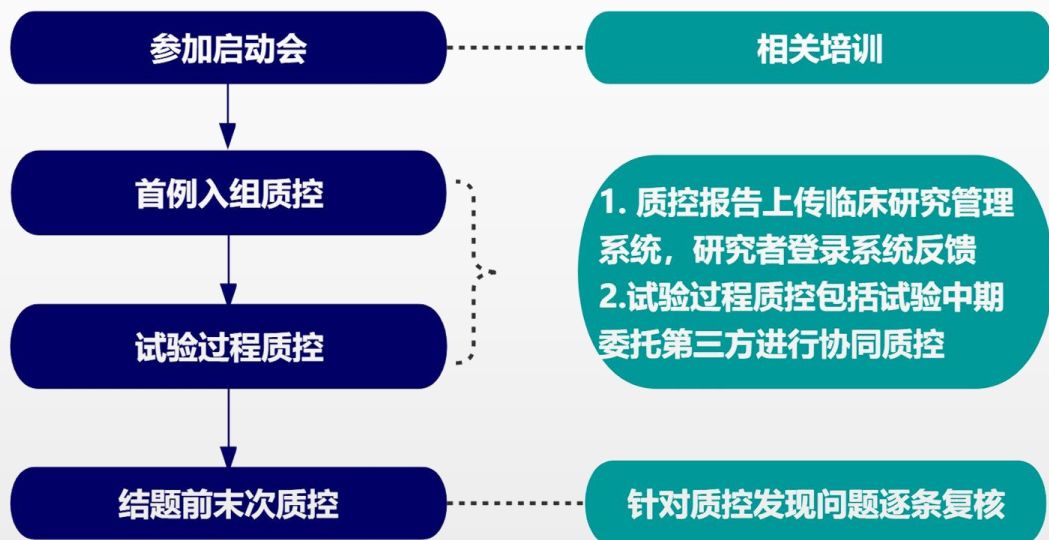 参加启动会
相关培训
首例入组质控
1. 质控报告上传临床研究管理
系统，研究者登录系统反馈
2.试验过程质控包括试验中期
委托第三方进行协同质控
试验过程质控
结题前末次质控
针对质控发现问题逐条复核